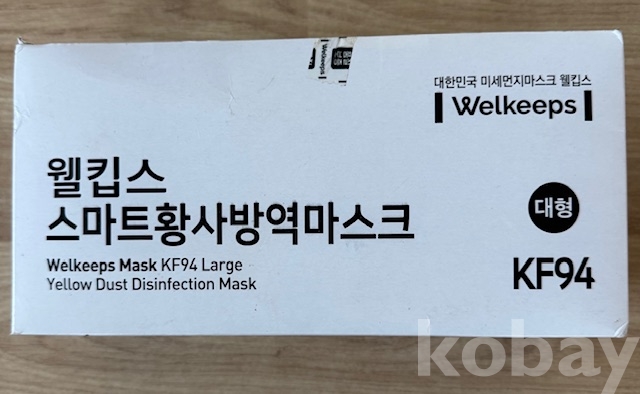 대한민국 미세먼지마스크 웰킵스
Welkeeps
웰킵스
스마트황사방역마스크
대형
Welkeeps Mask KF94 Large
Yellow Dust Disinfection Mask
KF94
kobay